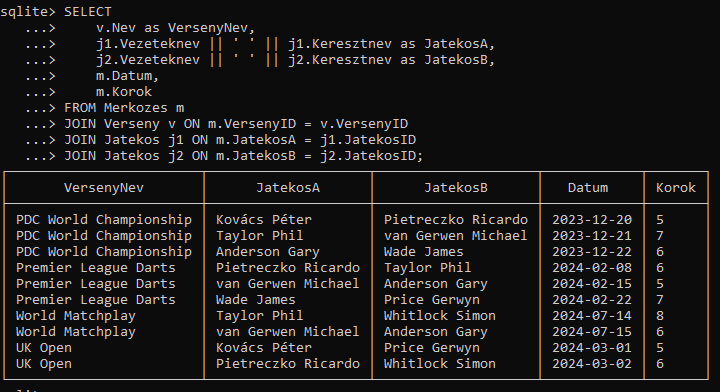 sqlite> SELECT
   ...>     v.Nev as VersenyNev,
   ...>     j1.Vezeteknev || ' ' || j1.Keresztnev as JatekosA,
   ...>     j2.Vezeteknev || ' ' || j2.Keresztnev as JatekosB,
   ...>     m.Datum,
   ...>     m.Korok
   ...> FROM Merkozes m
   ...> JOIN Verseny v ON m.VersenyID = v.VersenyID
   ...> JOIN Jatekos j1 ON m.JatekosA = j1.JatekosID
   ...> JOIN Jatekos j2 ON m.JatekosB = j2.JatekosID;
VersenyNev JatekosA JatekosB Datum Korok
PDC World Championship Kovács Péter Pietreczko Ricardo 2023-12-20 5
PDC World Championship Taylor Phil van Gerwen Michael 2023-12-21 7
PDC World Championship Anderson Gary Wade James 2023-12-22 6
Premier League Darts Pietreczko Ricardo Taylor Phil 2024-02-08 6
Premier League Darts van Gerwen Michael Anderson Gary 2024-02-15 5
Premier League Darts Wade James Price Gerwyn 2024-02-22 7
World Matchplay Taylor Phil Whitlock Simon 2024-07-14 8
World Matchplay van Gerwen Michael Anderson Gary 2024-07-15 6
UK Open Kovács Péter Price Gerwyn 2024-03-01 5
UK Open Pietreczko Ricardo Whitlock Simon 2024-03-02 6